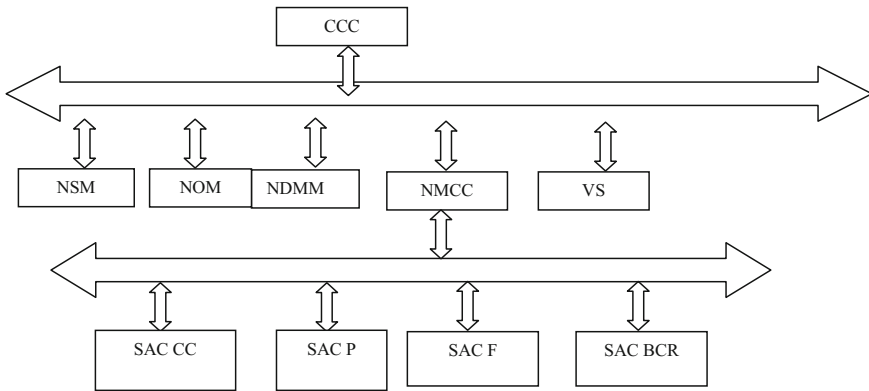 CCC
NSM
NOM
NDMM
NMCC
VS
SAC CC
SAC P
SAC F
SAC BCR